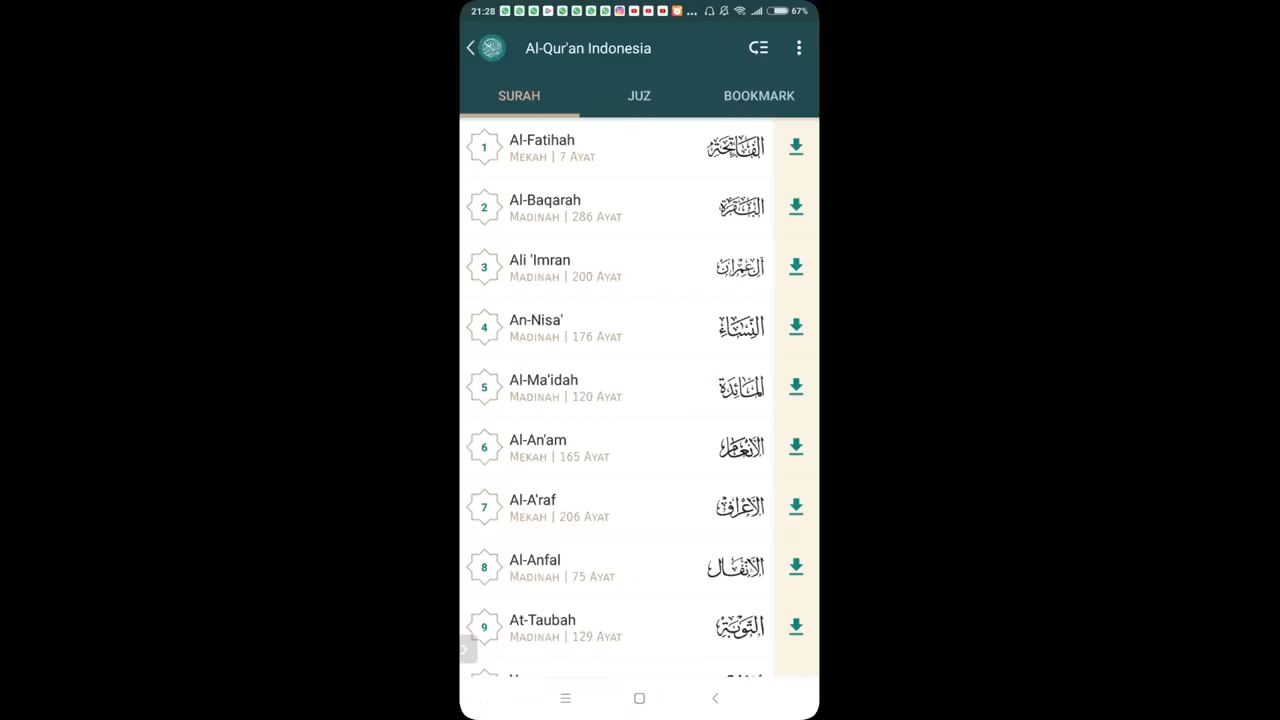 21:28 ... 67%
Al-Qur'an Indonesia
SURAH JUZ BOOKMARK
1 Al-Fatihah الفاتحة
MEKAH | 7 AYAT
2 Al-Baqarah البقرة
MADINAH | 286 AYAT
3 Ali 'Imran آل عمران
MADINAH | 200 AYAT
4 An-Nisa' النساء
MADINAH | 176 AYAT
5 Al-Ma'idah المائدة
MADINAH | 120 AYAT
6 Al-An'am الأنعام
MEKAH | 165 AYAT
7 Al-A'raf الأعراف
MEKAH | 206 AYAT
8 Al-Anfal الأنفال
MADINAH | 75 AYAT
9 At-Taubah التوبة
MADINAH | 129 AYAT